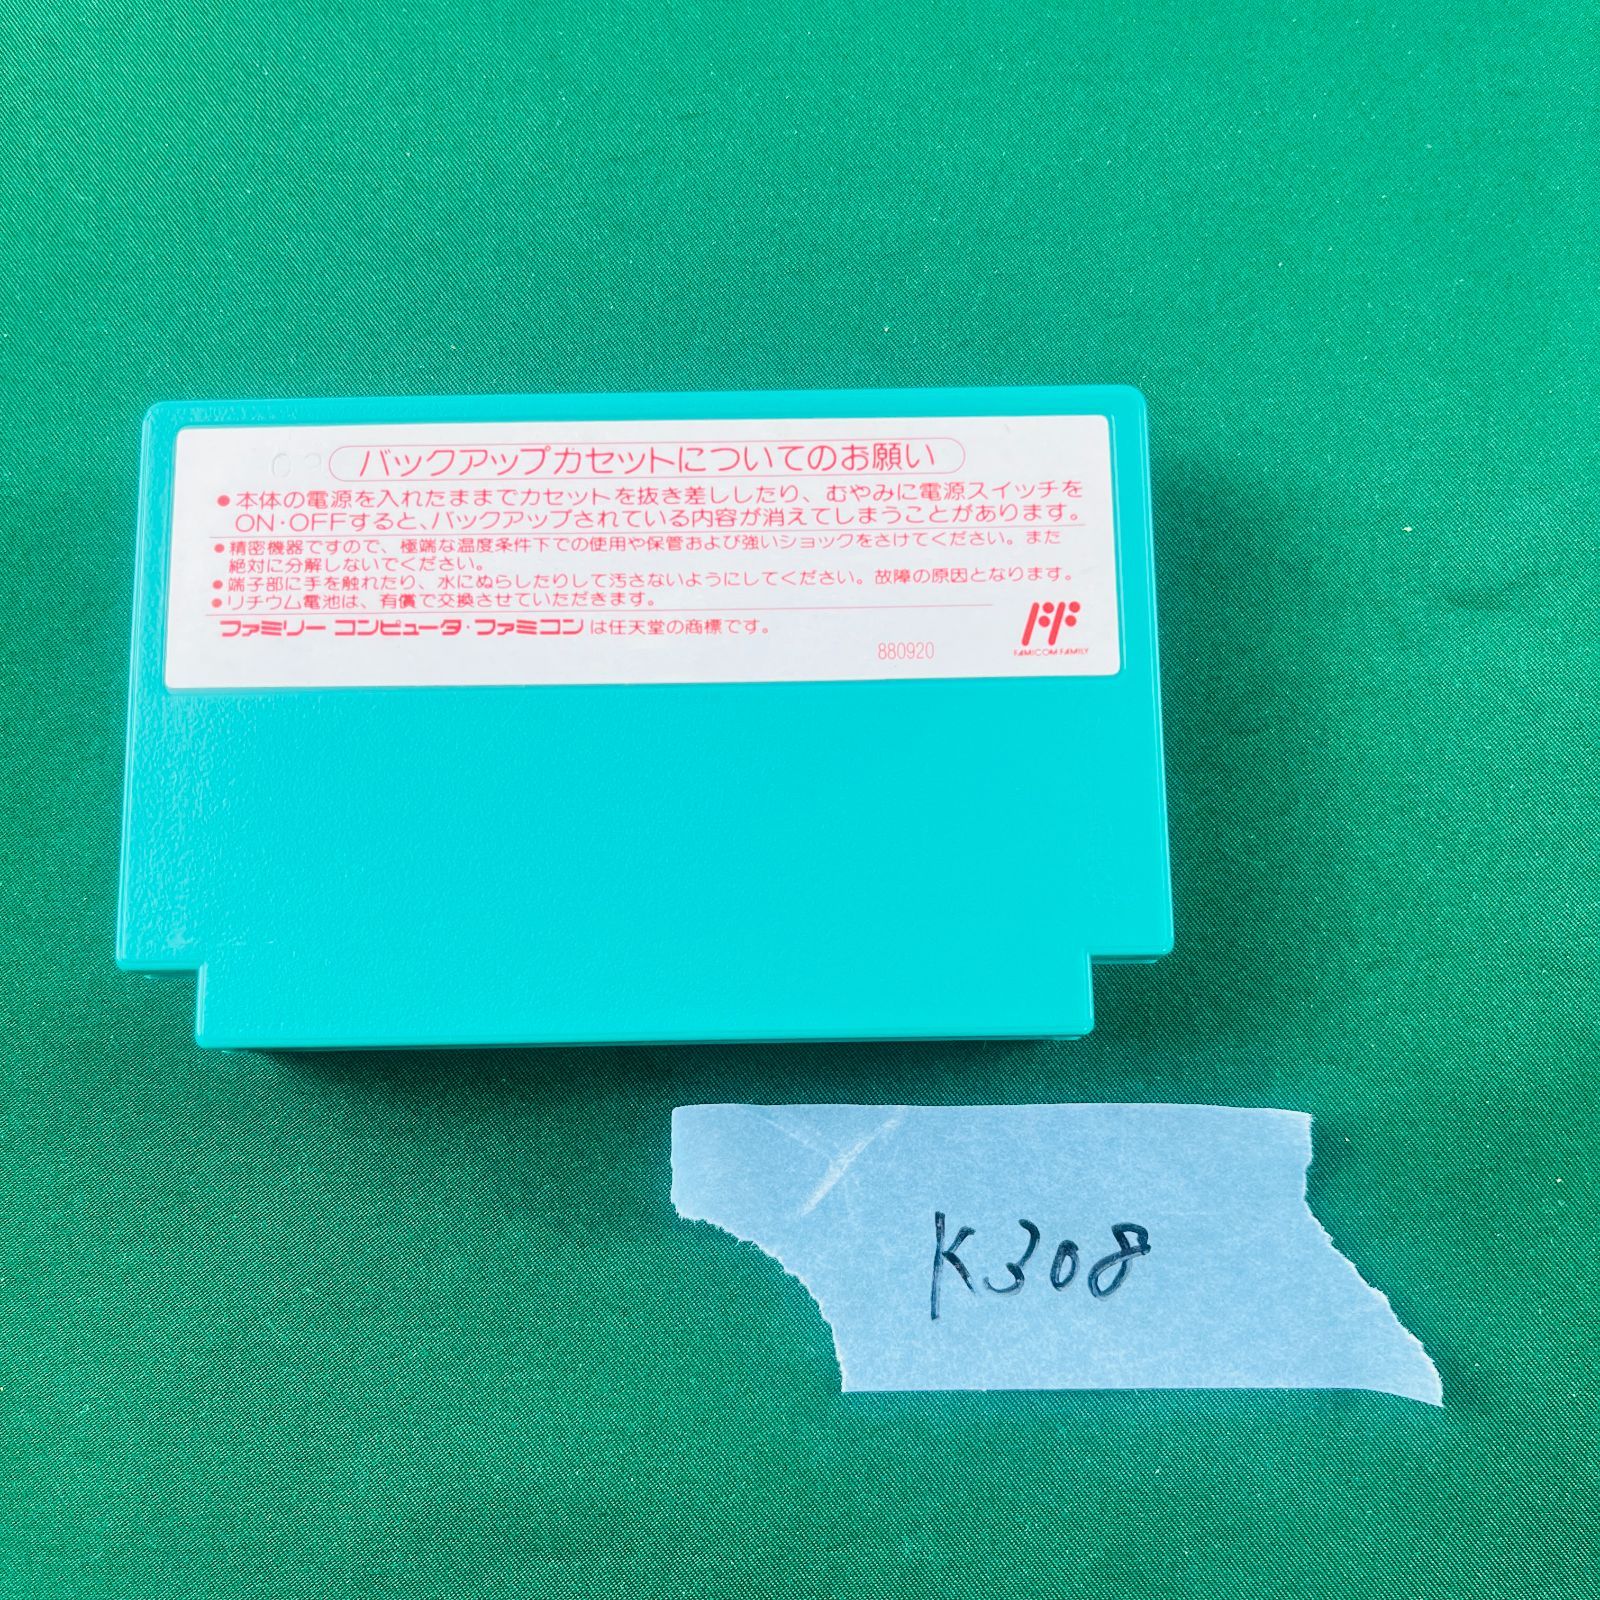 バックアップカセットについてのお願い
●本体の電源を入れたままでカセットを抜き差ししたり、むやみに電源スイッチを
ON・OFFすると、バックアップされている内容が消えてしまうことがあります。
●精密機器ですので、極端な温度条件下での使用や保管および強いショックをさけてください。また
絶対に分解しないでください。
●端子部に手を触れたり、水にぬらしたりして汚さないようにしてください。故障の原因となります。
●リチウム電池は、有償で交換させていただきます。
ファミリーコンピュータ・ファミコンは任天堂の商標です。
880920
FAMICOM FAMILY
K308